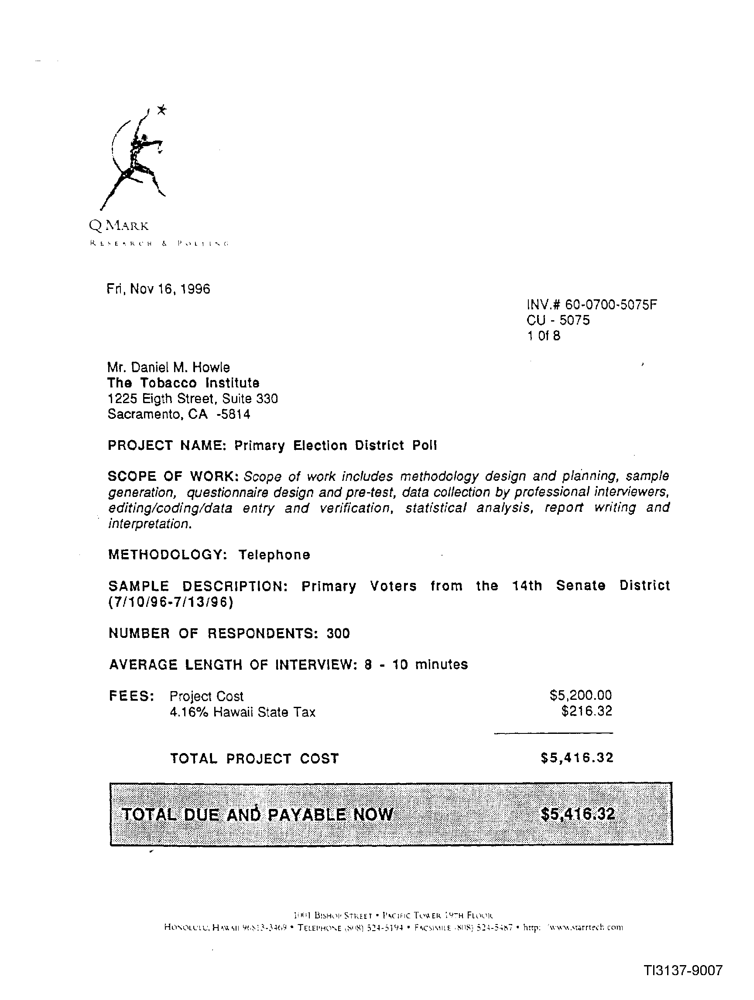 Q MARK
RESEARCH & POLLING
Fri, Nov 16, 1996
INV.# 60-0700-5075F
CU - 5075
1 0f 8
Mr. Daniel M. Howle
The Tobacco Institute
1225 Eigth Street, Suite 330
Sacramento, CA -5814
PROJECT NAME: Primary Election District Poll
SCOPE OF WORK: Scope of work includes methodology design and planning, sample
generation, questionnaire design and pre-test, data collection by professional interviewers,
editing/coding/data entry and verification, statistical analysis, report writing and
interpretation.
METHODOLOGY: Telephone
SAMPLE DESCRIPTION: Primary Voters from the 14th Senate District
(7/10/96-7/13/96)
NUMBER OF RESPONDENTS: 300
AVERAGE LENGTH OF INTERVIEW: 8 - 10 minutes
FEES: Project Cost $5,200.00
4.16% Hawaii State Tax $216.32
TOTAL PROJECT COST $5,416.32
TOTAL DUE AND PAYABLE NOW $5,416.32
1001 BISHOP STREET • PACIFIC TOWER 19TH FLOOR
HONOLULU, HAWAII 96813-3469 • TELEPHONE (808) 524-5194 • FACSIMILE (808) 524-5487 • http: www.starrtech.com
TI3137-9007